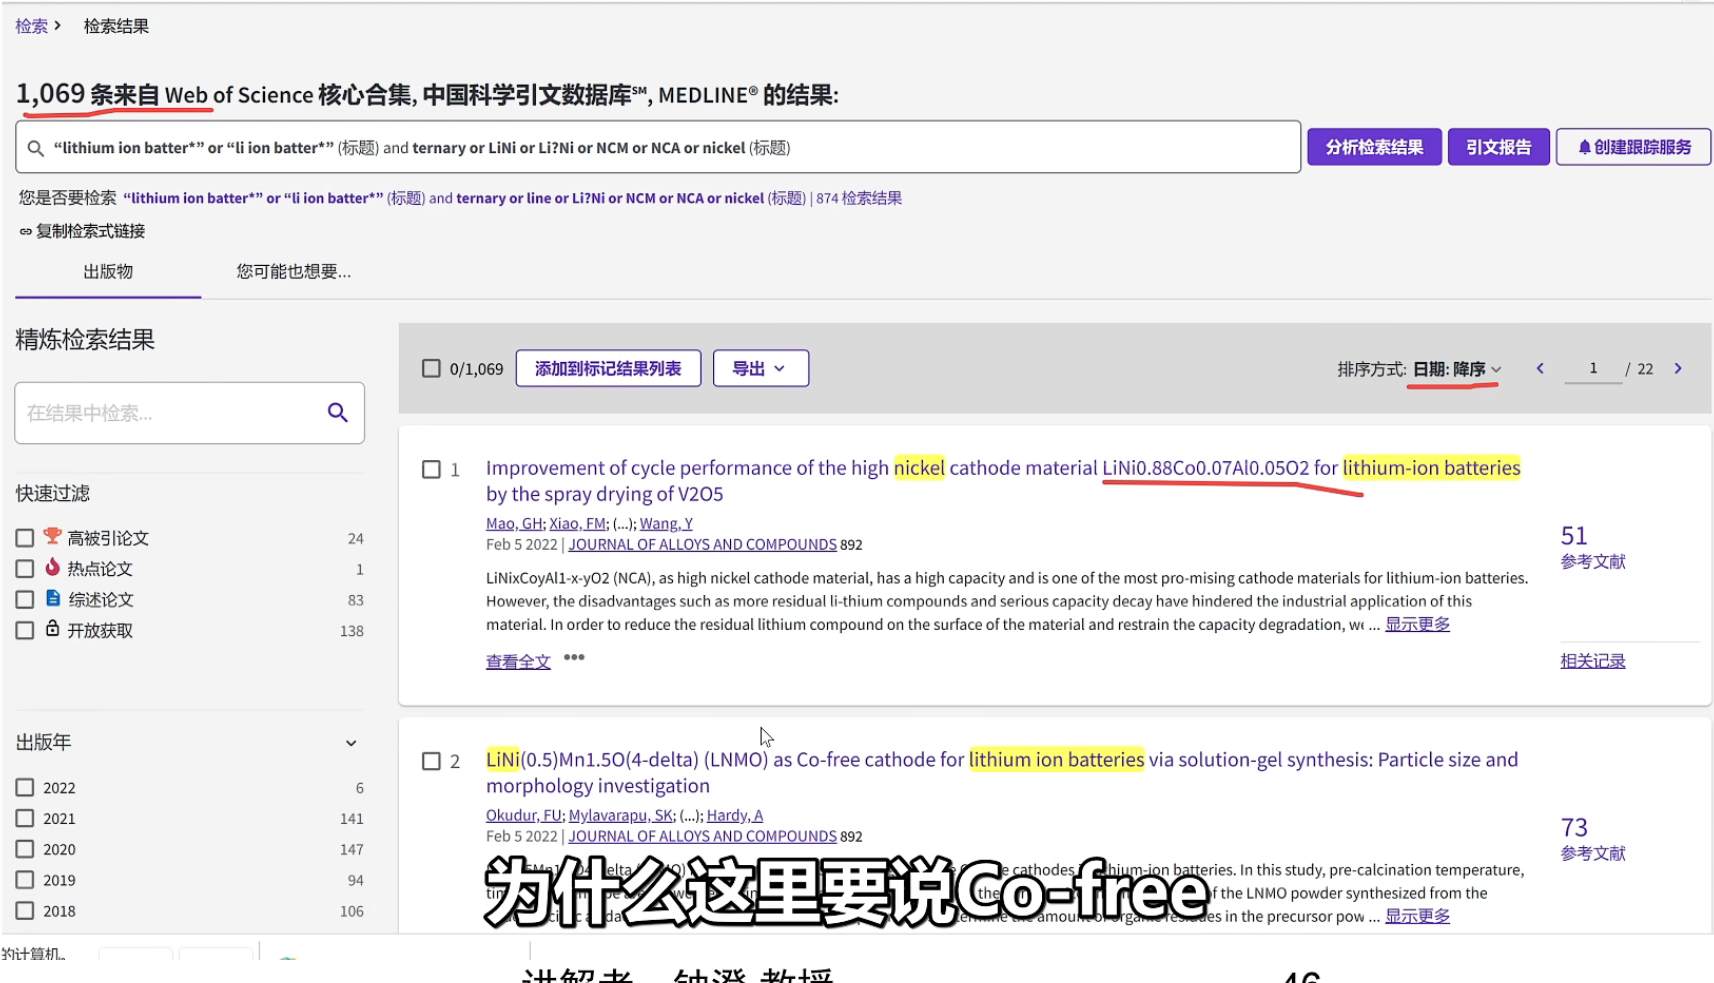 检索 > 检索结果
1,069 条来自 Web of Science 核心合集, 中国科学引文数据库℠, MEDLINE® 的结果:
“lithium ion batter*” or “li ion batter*” (标题) and ternary or LiNi or Li?Ni or NCM or NCA or nickel (标题)
分析检索结果 引文报告 创建跟踪服务
您是否要检索 “lithium ion batter*” or “li ion batter*” (标题) and ternary or line or Li?Ni or NCM or NCA or nickel (标题) | 874 检索结果
复制检索式链接
出版物 您可能也想要...
精炼检索结果
在结果中检索...
快速过滤
高被引论文 24
热点论文 1
综述论文 83
开放获取 138
出版年
2022 6
2021 141
2020 147
2019 94
2018 106
0/1,069 添加到标记结果列表 导出 排序方式: 日期: 降序 < 1 / 22 >
1 Improvement of cycle performance of the high nickel cathode material LiNi0.88Co0.07Al0.05O2 for lithium-ion batteries
by the spray drying of V2O5
Mao, GH; Xiao, FM; (...); Wang, Y
Feb 5 2022 | JOURNAL OF ALLOYS AND COMPOUNDS 892
LiNixCoyAl1-x-yO2 (NCA), as high nickel cathode material, has a high capacity and is one of the most pro-mising cathode materials for lithium-ion batteries.
However, the disadvantages such as more residual li-thium compounds and serious capacity decay have hindered the industrial application of this
material. In order to reduce the residual lithium compound on the surface of the material and restrain the capacity degradation, we ... 显示更多
查看全文 •••
51
参考文献
相关记录
2 LiNi(0.5)Mn1.5O(4-delta) (LNMO) as Co-free cathode for lithium ion batteries via solution-gel synthesis: Particle size and
morphology investigation
Okudur, FU; Mylavarapu, SK; (...); Hardy, A
Feb 5 2022 | JOURNAL OF ALLOYS AND COMPOUNDS 892
cathodes lithium-ion batteries. In this study, pre-calcination temperature,
of the LNMO powder synthesized from the
the amount of organic residues in the precursor pow ... 显示更多
73
参考文献
为什么这里要说Co-free
的计算机。
讲解者 钟澄 教授
46